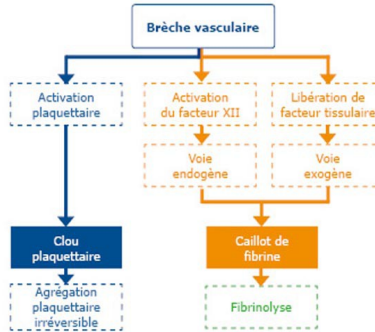 Brèche vasculaire
Activation
plaquettaire
Activation
du facteur XII
Libération de
facteur tissulaire
Voie
endogène
Voie
exogène
Clou
plaquettaire
Caillot de
fibrine
Agrégation
plaquettaire
irréversible
Fibrinolyse